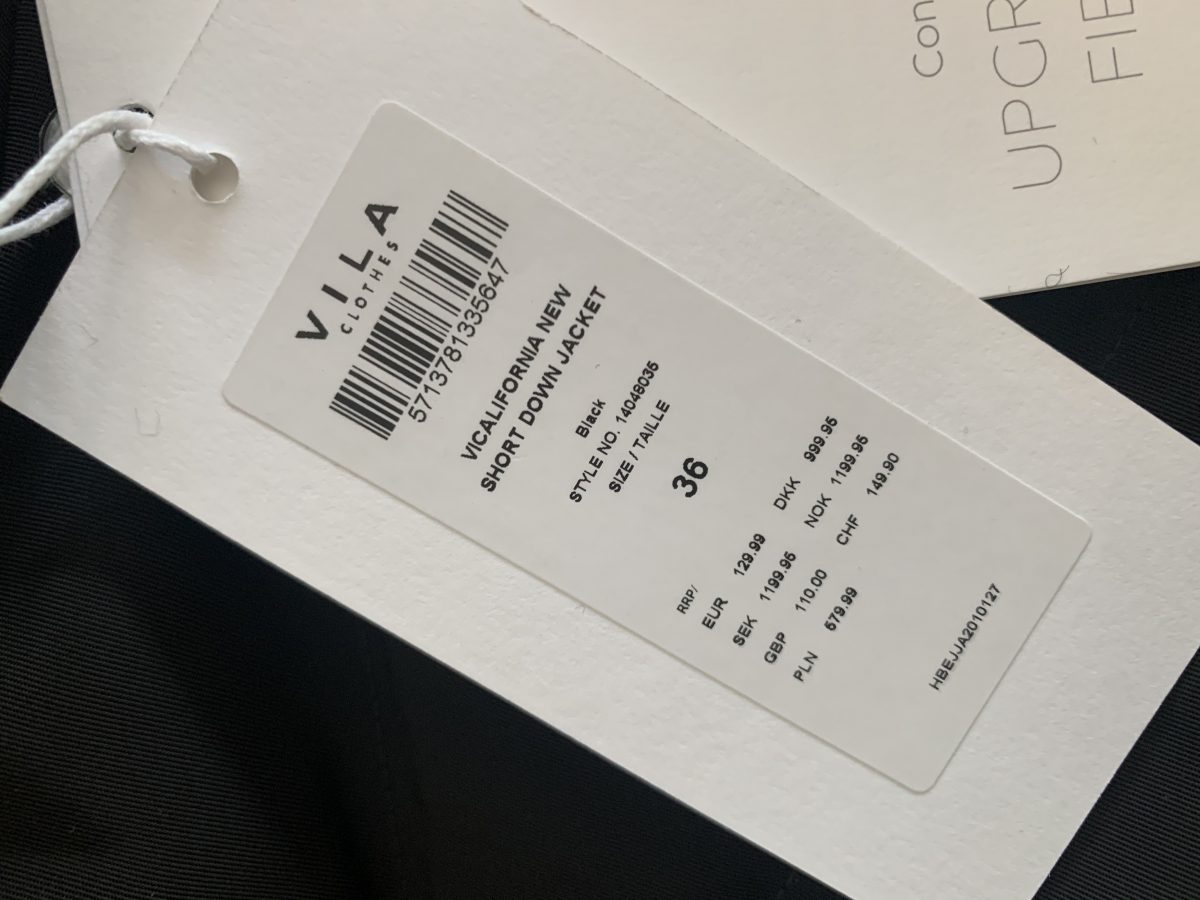 VILA
CLOTHES
5713781335647
VICALIFORNIA NEW
SHORT DOWN JACKET
Black
STYLE NO. 14048035
SIZE / TAILLE
36
RRP/
EUR 129.99 DKK 999.95
SEK 1199.95 NOK 1199.95
GBP 110.00 CHF 149.90
PLN 579.99
HBEJJA2010127
Con
UPGR
FIE